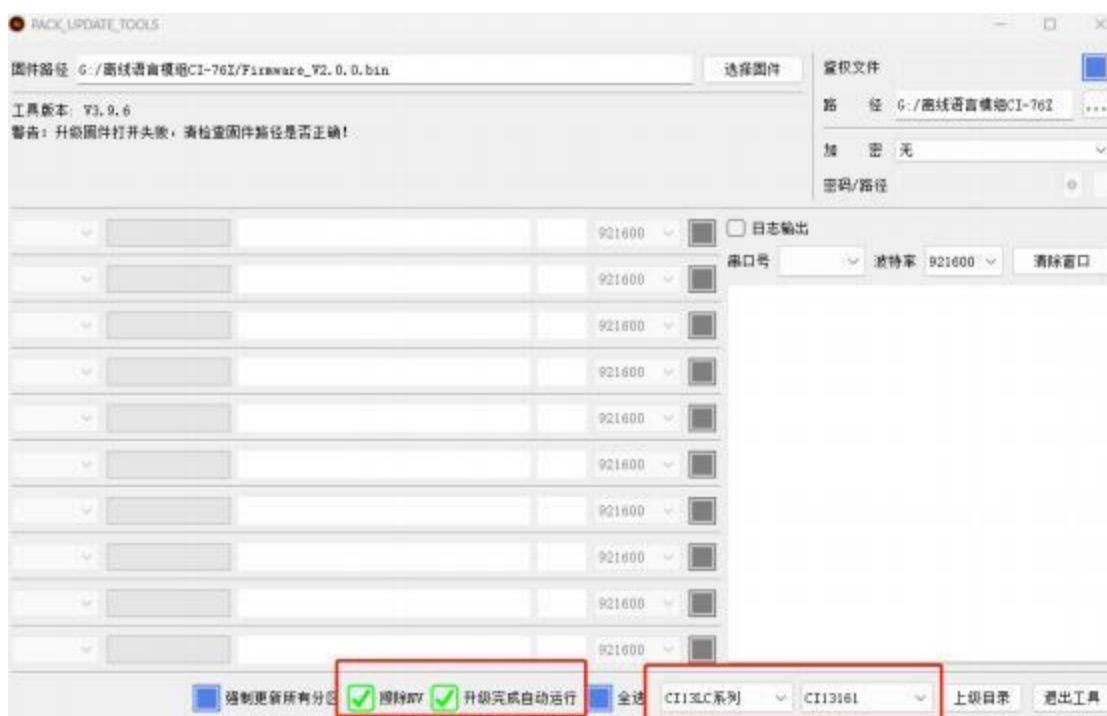 PACK_UPDATE_TOOLS
固件路径 G:/离线语言模组CI-76Z/Firmware_V2.0.0.bin 选择固件
鉴权文件
工具版本: V3.9.6
警告: 升级固件打开失败, 请检查固件路径是否正确!
路 径 G:/离线语言模组CI-76Z ...
加 密 无
密码/路径
921600
921600
921600
921600
921600
921600
921600
921600
921600
921600
日志输出
串口号 波特率 921600 清除窗口
强制更新所有分区 擦除NV 升级完成自动运行 全选 CI13LC系列 CI13161 上级目录 退出工具